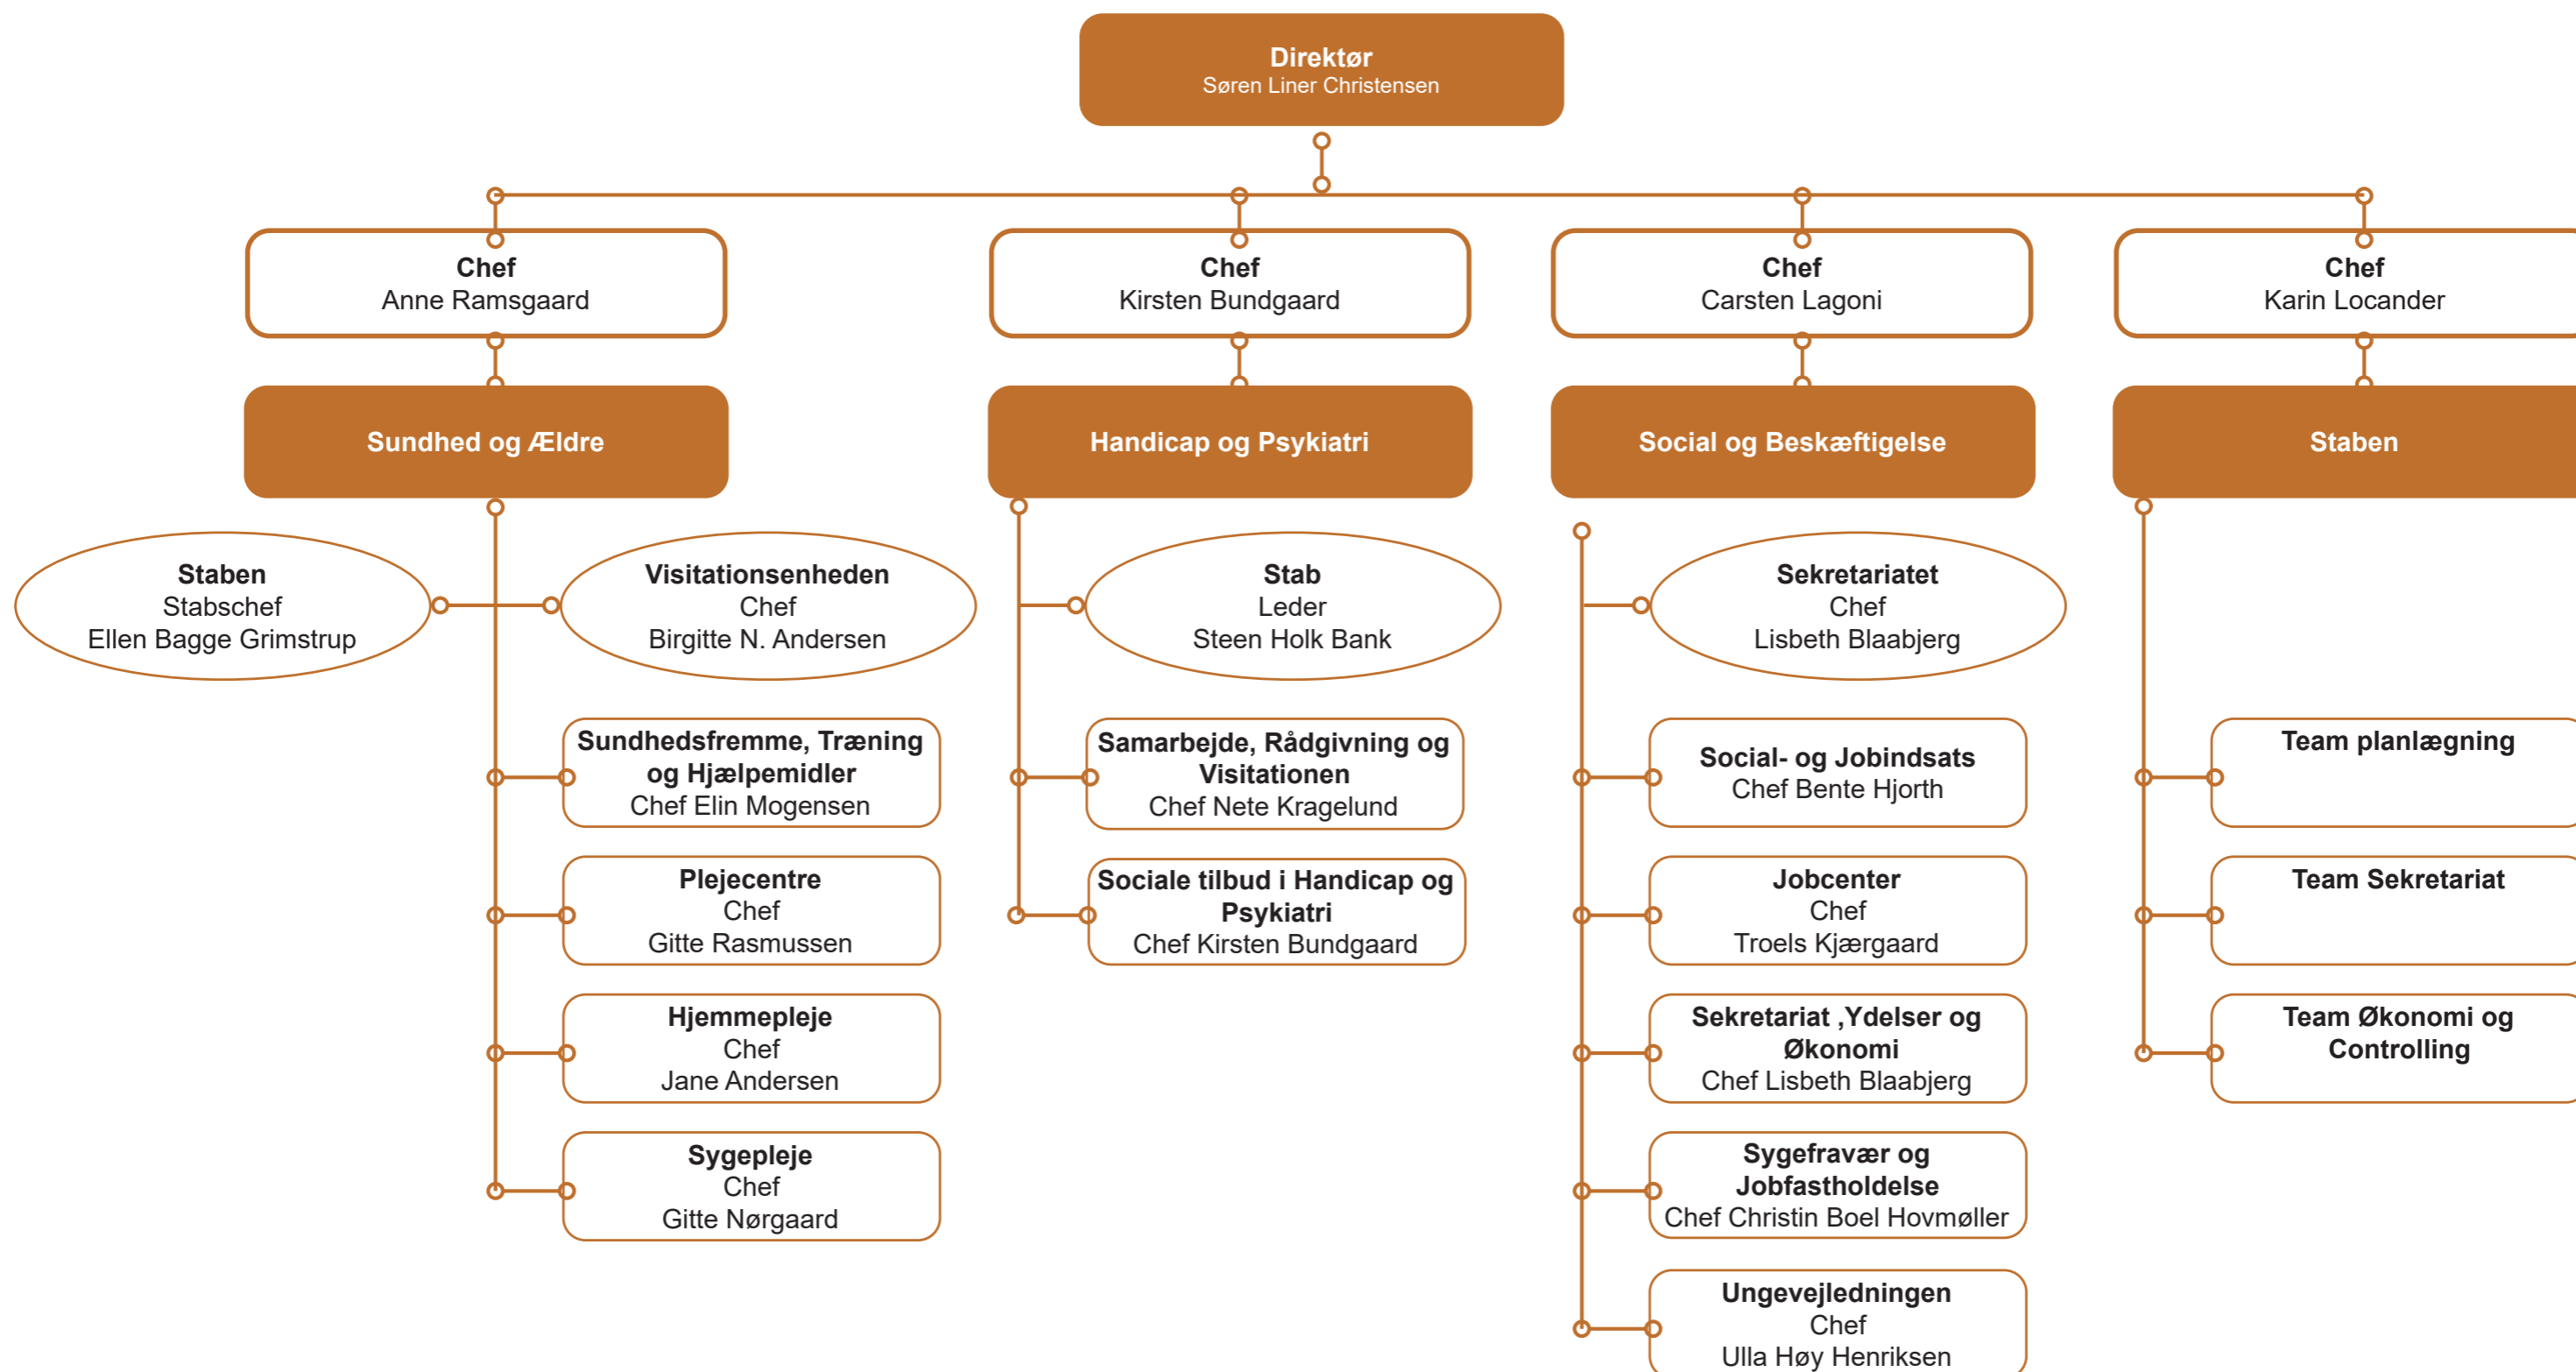 Direktør
Søren Liner Christensen
Chef
Anne Ramsgaard
Chef
Kirsten Bundgaard
Chef
Carsten Lagoni
Chef
Karin Locander
Sundhed og Ældre
Handicap og Psykiatri
Social og Beskæftigelse
Staben
Staben
Stabschef
Ellen Bagge Grimstrup
Visitationsenheden
Chef
Birgitte N. Andersen
Sundhedsfremme, Træning
og Hjælpemidler
Chef Elin Mogensen
Plejecentre
Chef
Gitte Rasmussen
Hjemmepleje
Chef
Jane Andersen
Sygepleje
Chef
Gitte Nørgaard
Stab
Leder
Steen Holk Bank
Samarbejde, Rådgivning og
Visitationen
Chef Nete Kragelund
Sociale tilbud i Handicap og
Psykiatri
Chef Kirsten Bundgaard
Sekretariatet
Chef
Lisbeth Blaabjerg
Social- og Jobindsats
Chef Bente Hjorth
Jobcenter
Chef
Troels Kjærgaard
Sekretariat ,Ydelser og
Økonomi
Chef Lisbeth Blaabjerg
Sygefravær og
Jobfastholdelse
Chef Christin Boel Hovmøller
Ungevejledningen
Chef
Ulla Høy Henriksen
Team planlægning
Team Sekretariat
Team Økonomi og
Controlling